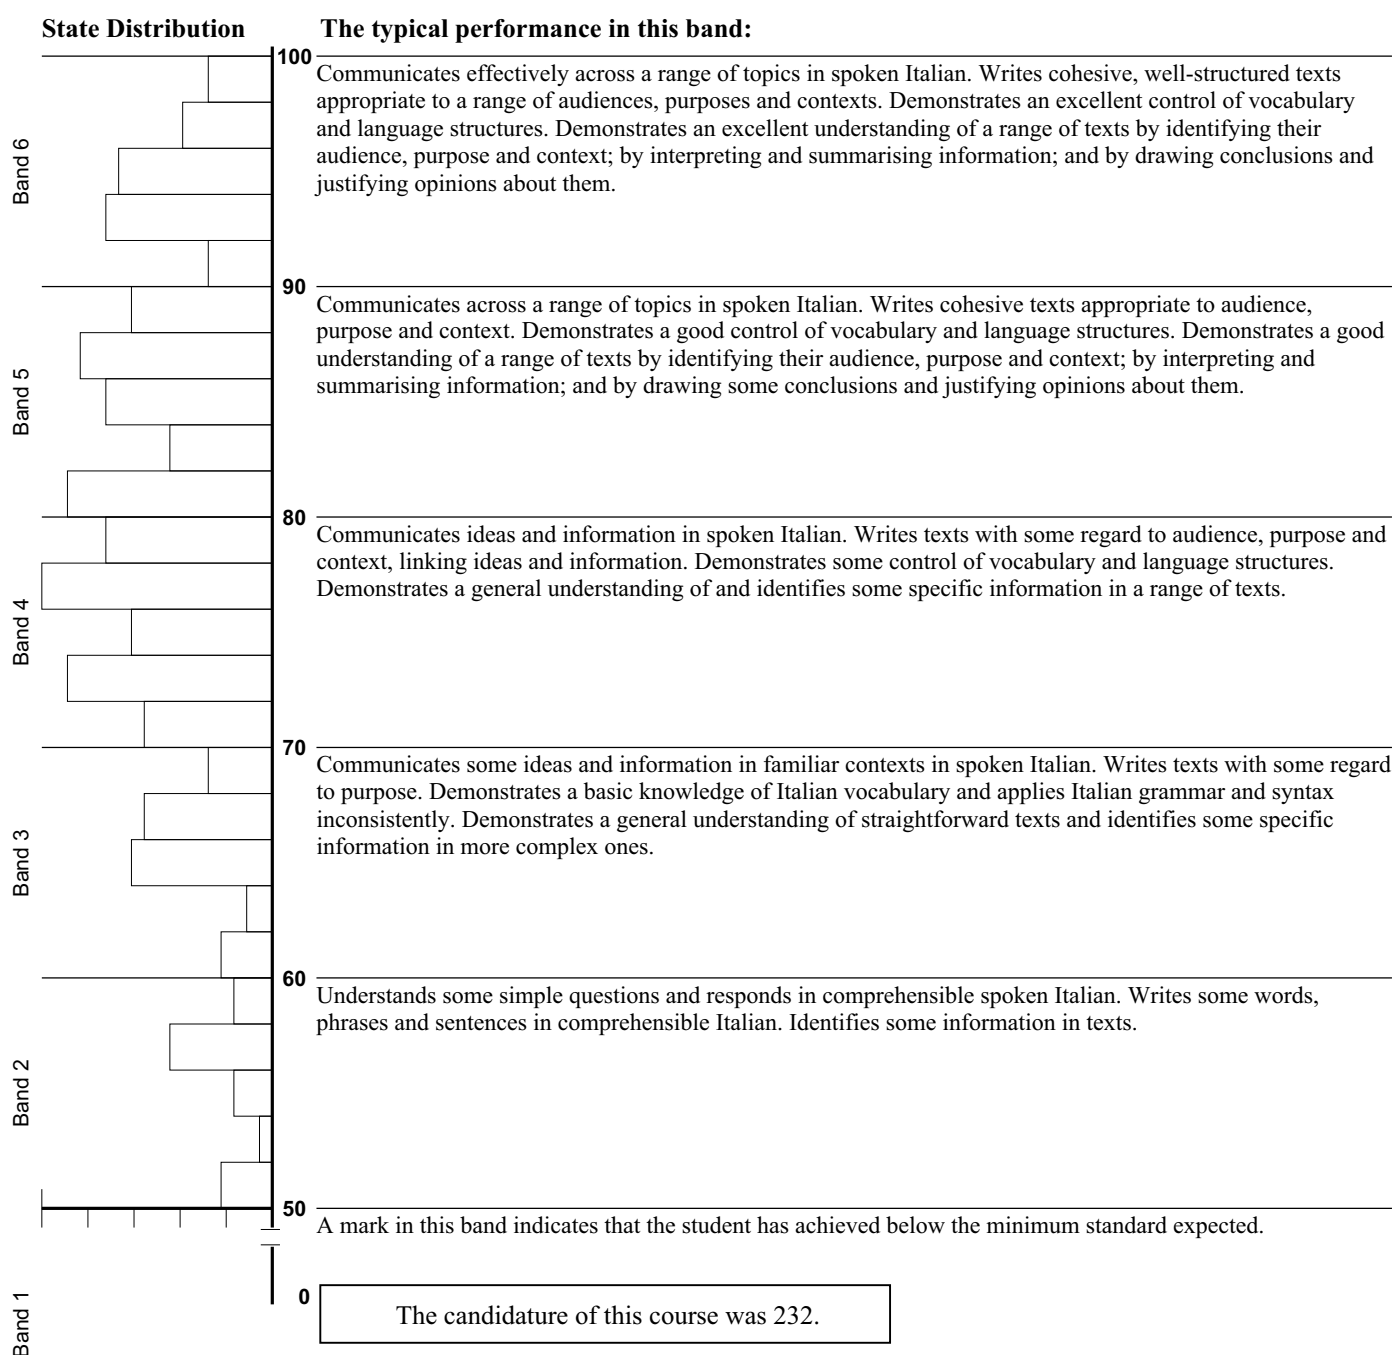 State Distribution
The typical performance in this band:
100
Band 6
Communicates effectively across a range of topics in spoken Italian. Writes cohesive, well-structured texts
appropriate to a range of audiences, purposes and contexts. Demonstrates an excellent control of vocabulary
and language structures. Demonstrates an excellent understanding of a range of texts by identifying their
audience, purpose and context; by interpreting and summarising information; and by drawing conclusions and
justifying opinions about them.
90
Band 5
Communicates across a range of topics in spoken Italian. Writes cohesive texts appropriate to audience,
purpose and context. Demonstrates a good control of vocabulary and language structures. Demonstrates a good
understanding of a range of texts by identifying their audience, purpose and context; by interpreting and
summarising information; and by drawing some conclusions and justifying opinions about them.
80
Band 4
Communicates ideas and information in spoken Italian. Writes texts with some regard to audience, purpose and
context, linking ideas and information. Demonstrates some control of vocabulary and language structures.
Demonstrates a general understanding of and identifies some specific information in a range of texts.
70
Band 3
Communicates some ideas and information in familiar contexts in spoken Italian. Writes texts with some regard
to purpose. Demonstrates a basic knowledge of Italian vocabulary and applies Italian grammar and syntax
inconsistently. Demonstrates a general understanding of straightforward texts and identifies some specific
information in more complex ones.
60
Band 2
Understands some simple questions and responds in comprehensible spoken Italian. Writes some words,
phrases and sentences in comprehensible Italian. Identifies some information in texts.
50
A mark in this band indicates that the student has achieved below the minimum standard expected.
0
Band 1
The candidature of this course was 232.